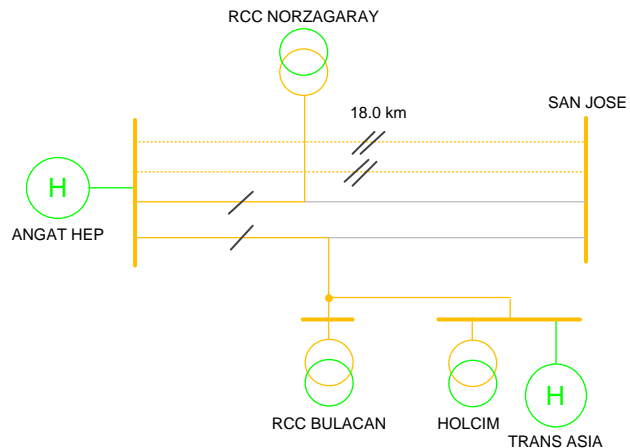 RCC NORZAGARAY
SAN JOSE
18.0 km
H
ANGAT HEP
H
RCC BULACAN
HOLCIM
TRANS ASIA